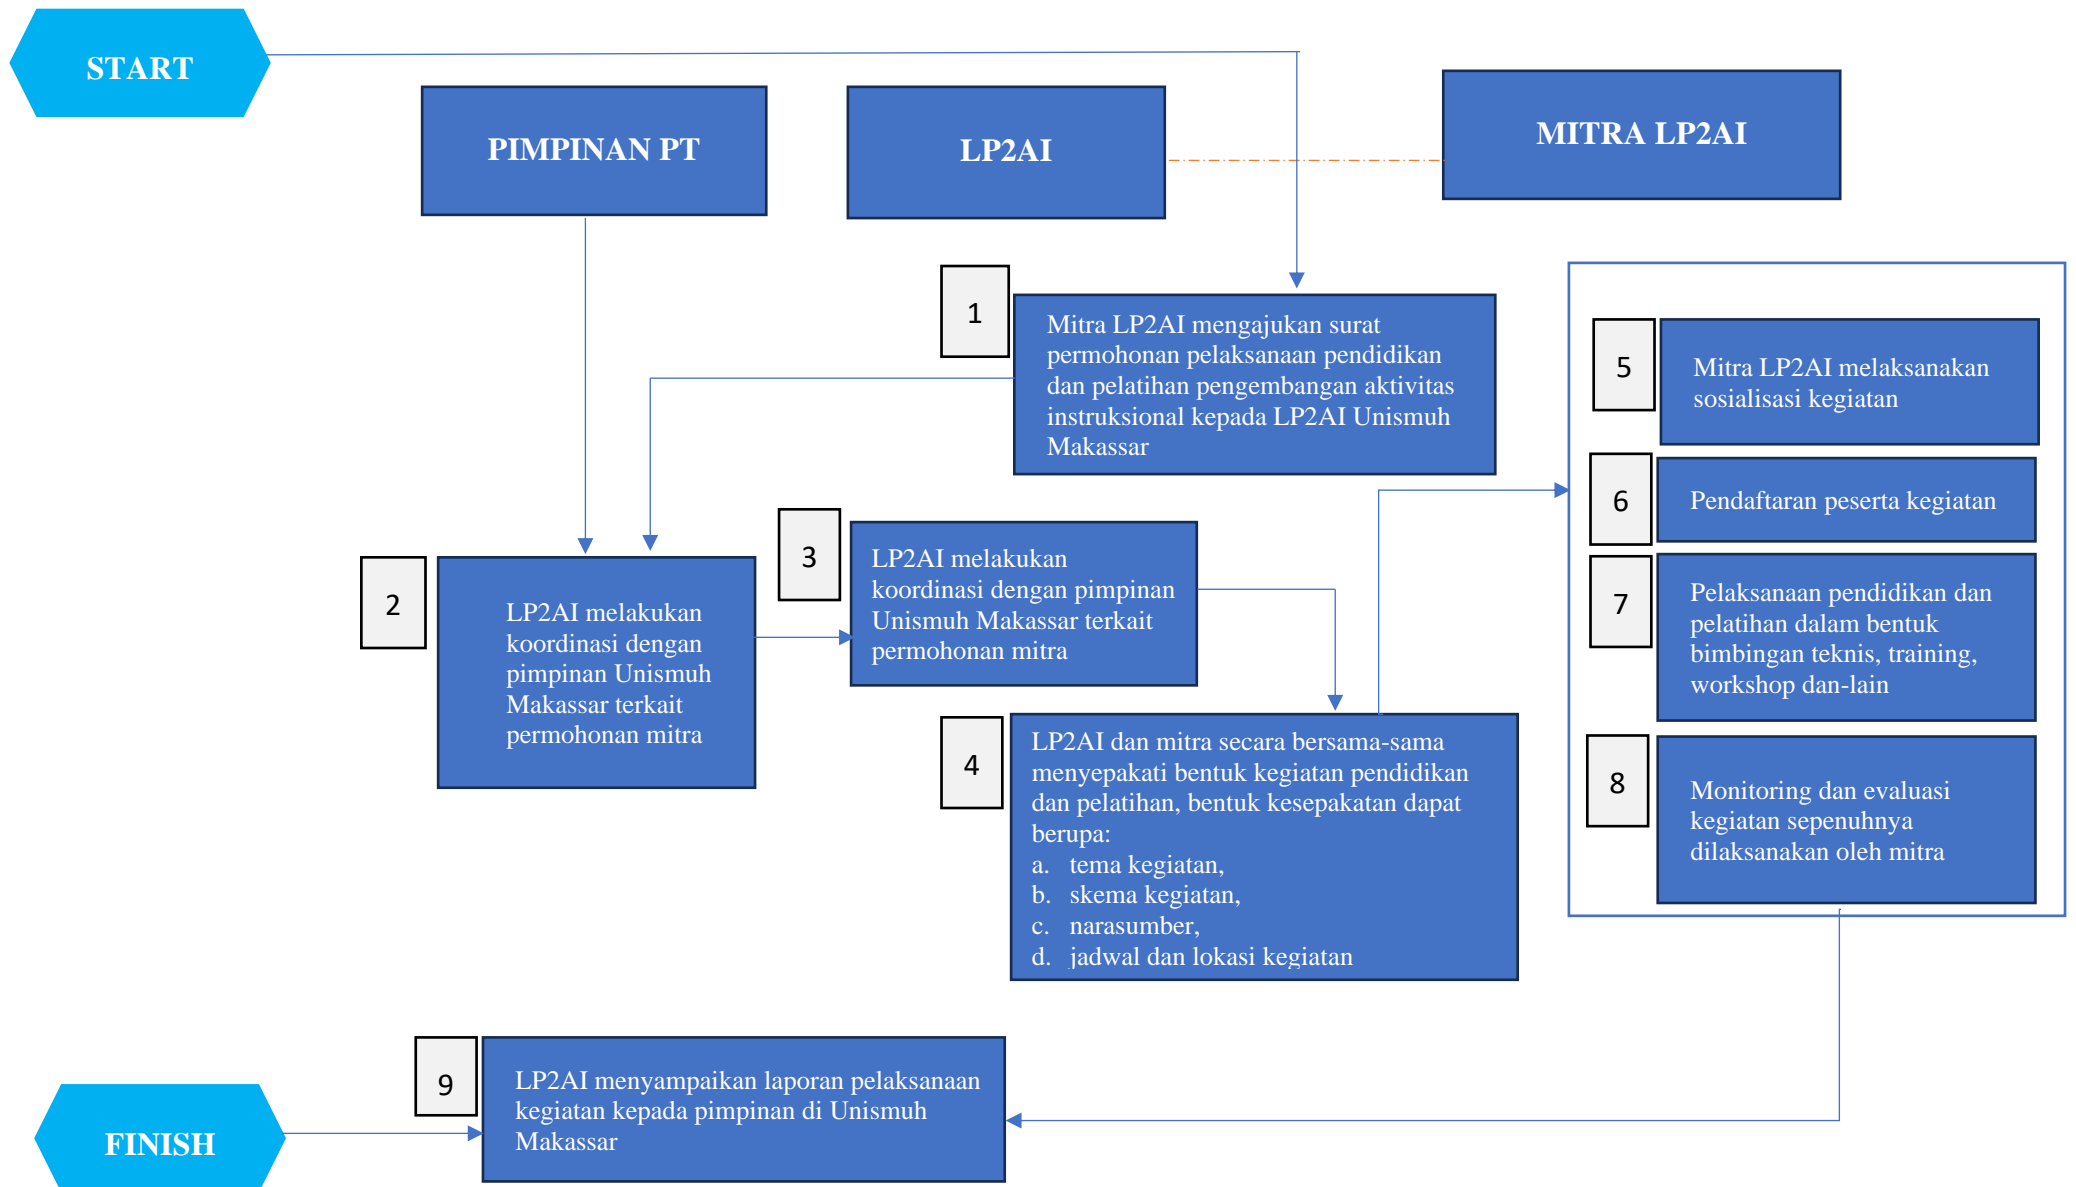 START
PIMPINAN PT
LP2AI
MITRA LP2AI
1
Mitra LP2AI mengajukan surat
permohonan pelaksanaan pendidikan
dan pelatihan pengembangan aktivitas
instruksional kepada LP2AI Unismuh
Makassar
2
LP2AI melakukan
koordinasi dengan
pimpinan Unismuh
Makassar terkait
permohonan mitra
3
LP2AI melakukan
koordinasi dengan pimpinan
Unismuh Makassar terkait
permohonan mitra
4
LP2AI dan mitra secara bersama-sama
menyepakati bentuk kegiatan pendidikan
dan pelatihan, bentuk kesepakatan dapat
berupa:
a. tema kegiatan,
b. skema kegiatan,
c. narasumber,
d. jadwal dan lokasi kegiatan
5
Mitra LP2AI melaksanakan
sosialisasi kegiatan
6
Pendaftaran peserta kegiatan
7
Pelaksanaan pendidikan dan
pelatihan dalam bentuk
bimbingan teknis, training,
workshop dan-lain
8
Monitoring dan evaluasi
kegiatan sepenuhnya
dilaksanakan oleh mitra
9
LP2AI menyampaikan laporan pelaksanaan
kegiatan kepada pimpinan di Unismuh
Makassar
FINISH